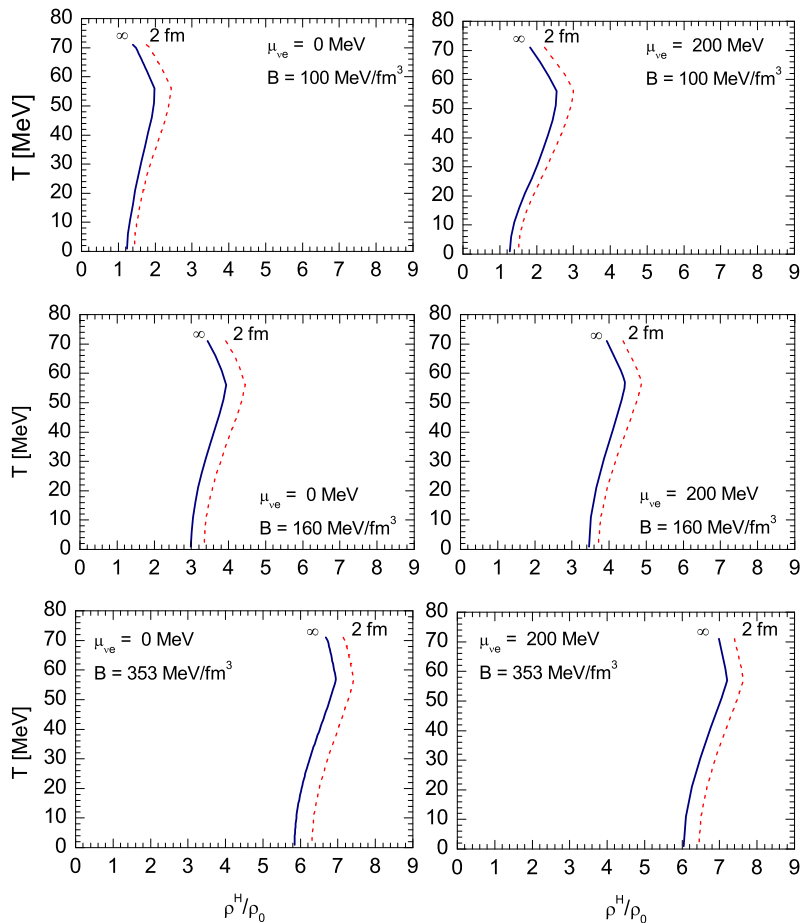 80
70
60
50
40
30
20
10
0
T [MeV]
∞ 2 fm
μνe = 0 MeV
B = 100 MeV/fm³
0 1 2 3 4 5 6 7 8 9
80
70
60
50
40
30
20
10
0
∞ 2 fm
μνe = 200 MeV
B = 100 MeV/fm³
0 1 2 3 4 5 6 7 8 9
80
70
60
50
40
30
20
10
0
T [MeV]
∞ 2 fm
μνe = 0 MeV
B = 160 MeV/fm³
0 1 2 3 4 5 6 7 8 9
80
70
60
50
40
30
20
10
0
∞ 2 fm
μνe = 200 MeV
B = 160 MeV/fm³
0 1 2 3 4 5 6 7 8 9
80
70
60
50
40
30
20
10
0
T [MeV]
μνe = 0 MeV
B = 353 MeV/fm³
∞ 2 fm
0 1 2 3 4 5 6 7 8 9
ρᴴ/ρ₀
80
70
60
50
40
30
20
10
0
μνe = 200 MeV
B = 353 MeV/fm³
∞ 2 fm
0 1 2 3 4 5 6 7 8 9
ρᴴ/ρ₀